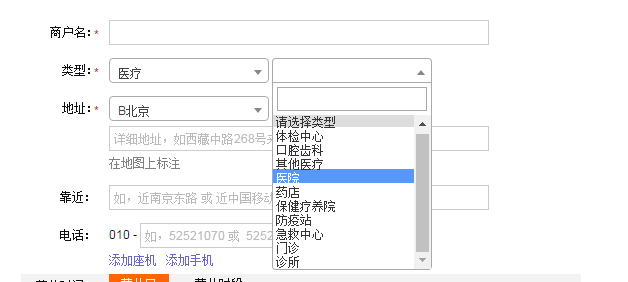 商户名:*
类型:* 医疗
地址:* B北京
请选择类型
体检中心
口腔齿科
其他医疗
医院
药店
保健疗养院
防疫站
急救中心
门诊
诊所
详细地址，如西藏中路268号
在地图上标注
靠近: 如，近南京东路 或 近中国移动
电话: 010 - 如，52521070 或 5252
添加座机 添加手机